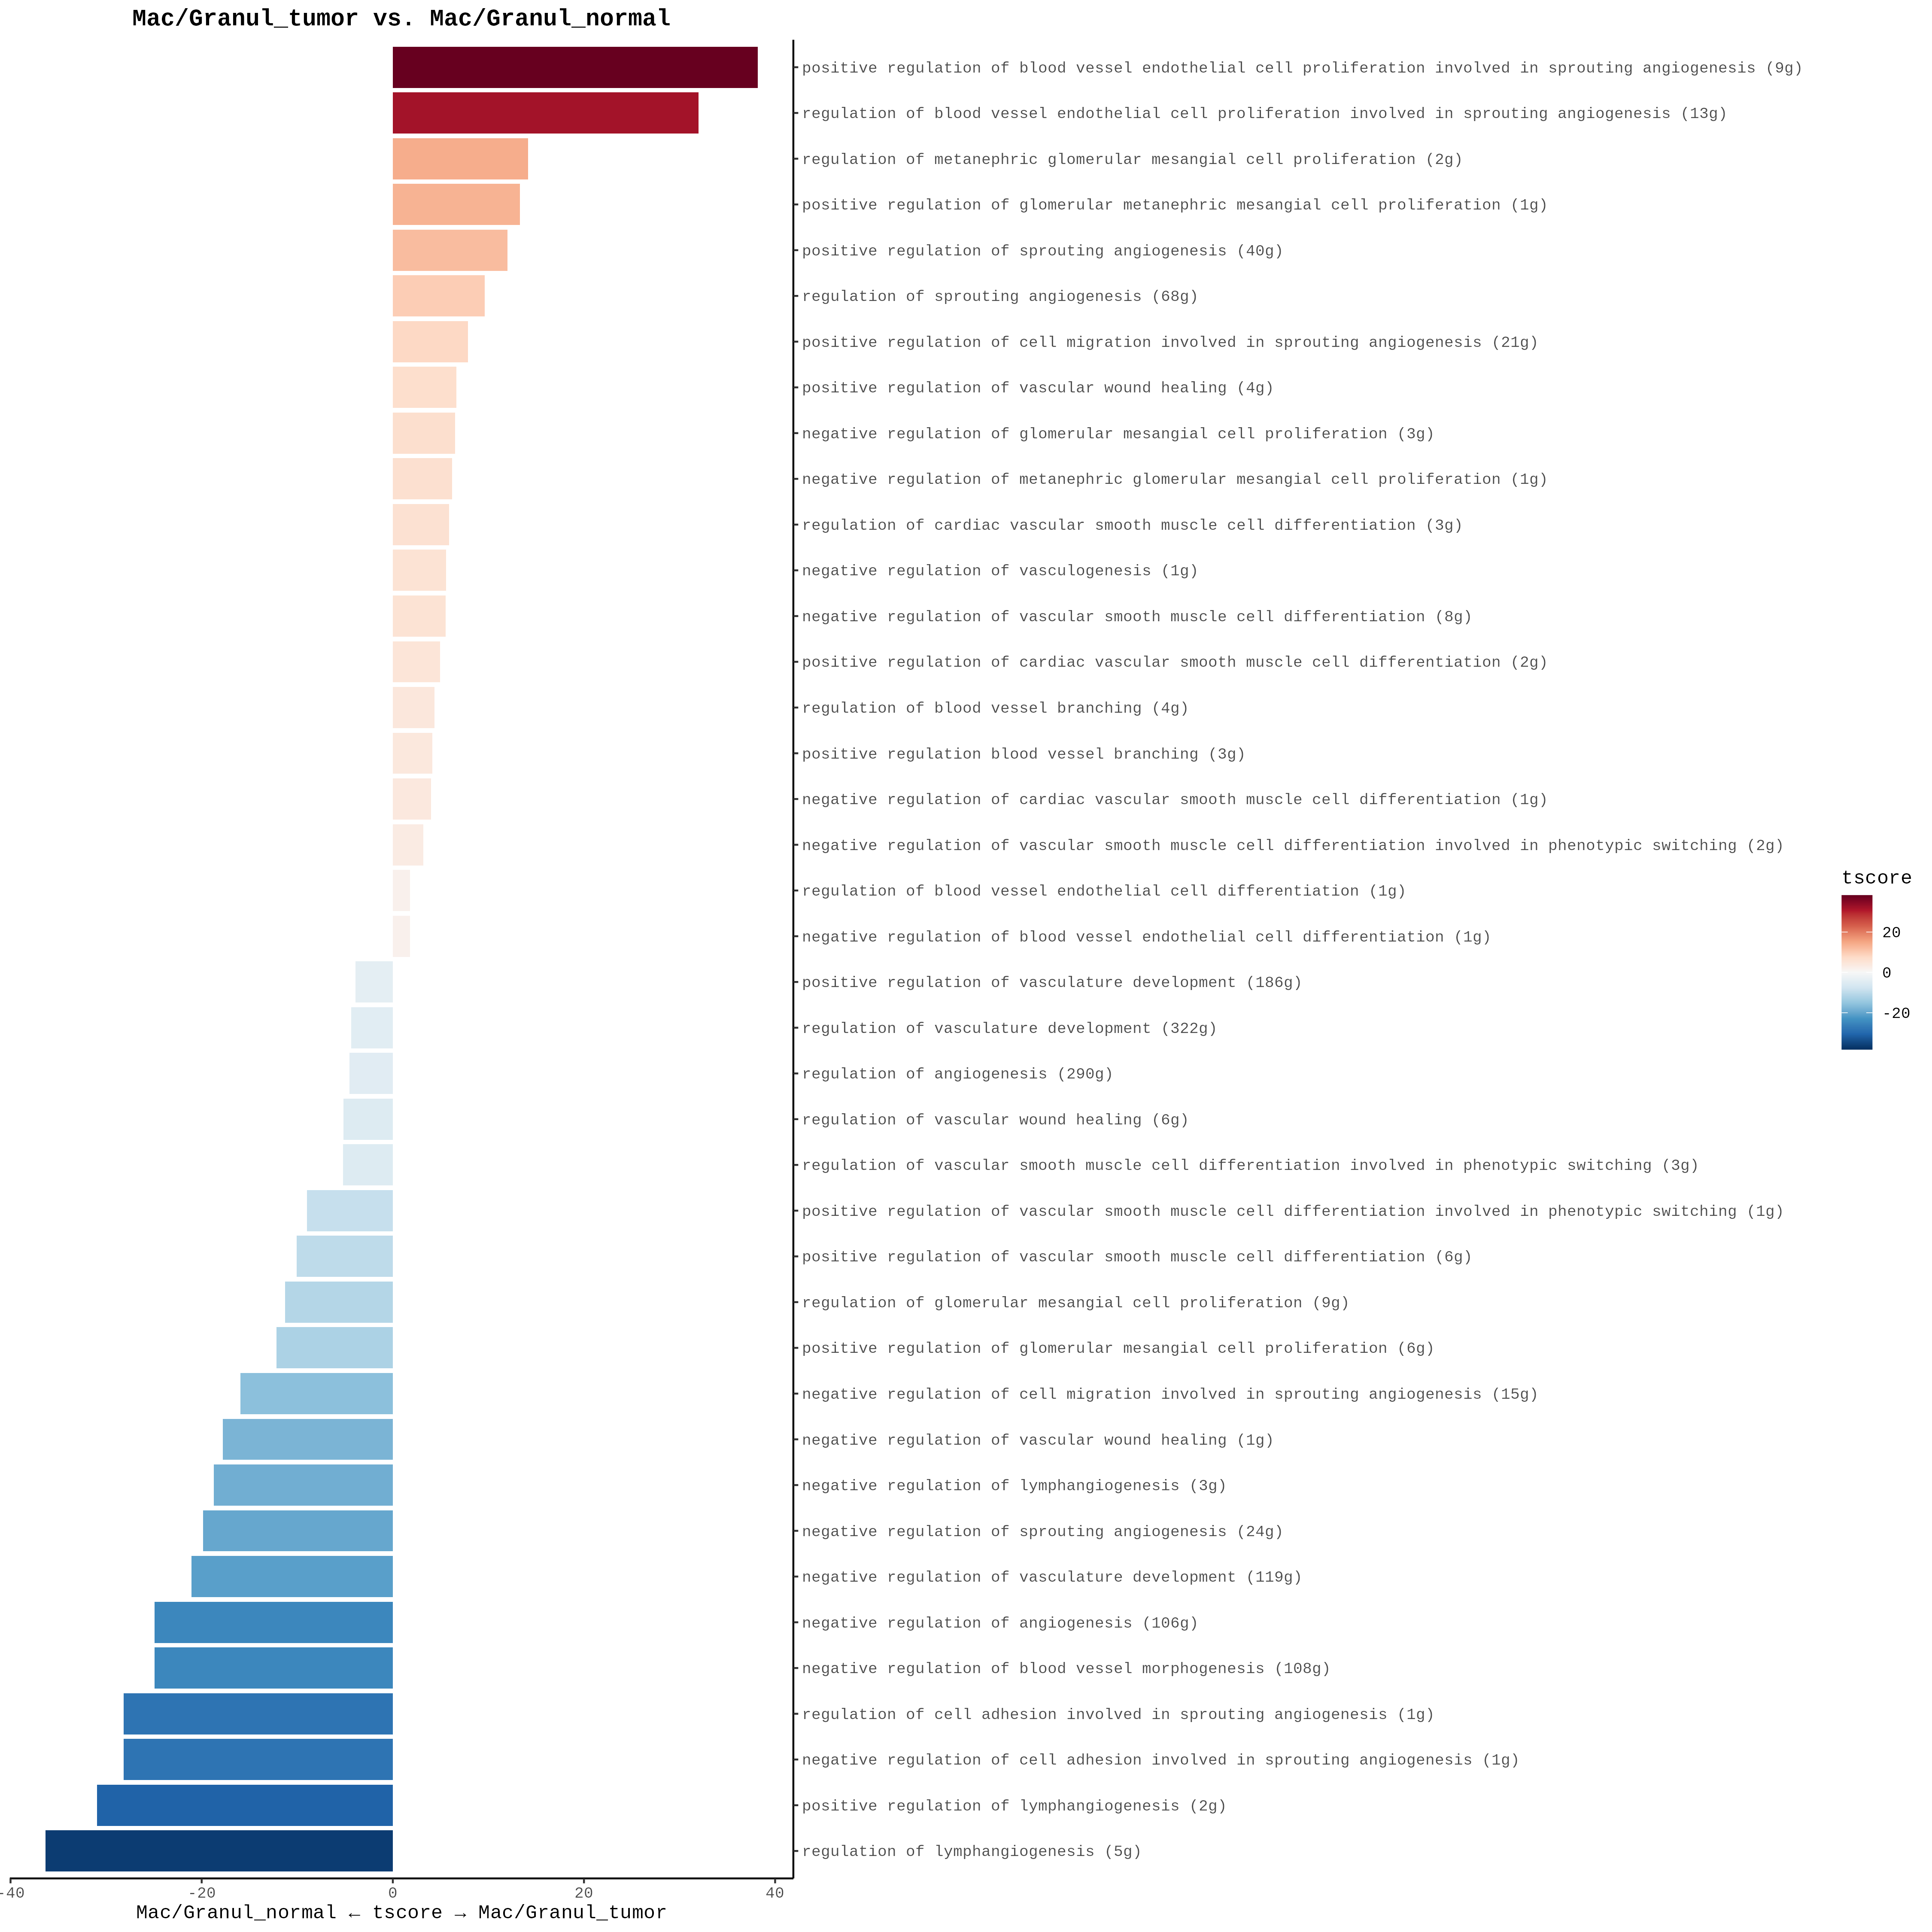 Mac/Granul_tumor vs. Mac/Granul_normal
positive regulation of blood vessel endothelial cell proliferation involved in sprouting angiogenesis (9g)
regulation of blood vessel endothelial cell proliferation involved in sprouting angiogenesis (13g)
regulation of metanephric glomerular mesangial cell proliferation (2g)
positive regulation of glomerular metanephric mesangial cell proliferation (1g)
positive regulation of sprouting angiogenesis (40g)
regulation of sprouting angiogenesis (68g)
positive regulation of cell migration involved in sprouting angiogenesis (21g)
positive regulation of vascular wound healing (4g)
negative regulation of glomerular mesangial cell proliferation (3g)
negative regulation of metanephric glomerular mesangial cell proliferation (1g)
regulation of cardiac vascular smooth muscle cell differentiation (3g)
negative regulation of vasculogenesis (1g)
negative regulation of vascular smooth muscle cell differentiation (8g)
positive regulation of cardiac vascular smooth muscle cell differentiation (2g)
regulation of blood vessel branching (4g)
positive regulation blood vessel branching (3g)
negative regulation of cardiac vascular smooth muscle cell differentiation (1g)
negative regulation of vascular smooth muscle cell differentiation involved in phenotypic switching (2g)
regulation of blood vessel endothelial cell differentiation (1g)
negative regulation of blood vessel endothelial cell differentiation (1g)
positive regulation of vasculature development (186g)
regulation of vasculature development (322g)
regulation of angiogenesis (290g)
regulation of vascular wound healing (6g)
regulation of vascular smooth muscle cell differentiation involved in phenotypic switching (3g)
positive regulation of vascular smooth muscle cell differentiation involved in phenotypic switching (1g)
positive regulation of vascular smooth muscle cell differentiation (6g)
regulation of glomerular mesangial cell proliferation (9g)
positive regulation of glomerular mesangial cell proliferation (6g)
negative regulation of cell migration involved in sprouting angiogenesis (15g)
negative regulation of vascular wound healing (1g)
negative regulation of lymphangiogenesis (3g)
negative regulation of sprouting angiogenesis (24g)
negative regulation of vasculature development (119g)
negative regulation of angiogenesis (106g)
negative regulation of blood vessel morphogenesis (108g)
regulation of cell adhesion involved in sprouting angiogenesis (1g)
negative regulation of cell adhesion involved in sprouting angiogenesis (1g)
positive regulation of lymphangiogenesis (2g)
regulation of lymphangiogenesis (5g)
-40 -20 0 20 40
Mac/Granul_normal ← tscore → Mac/Granul_tumor
tscore
20
0
-20